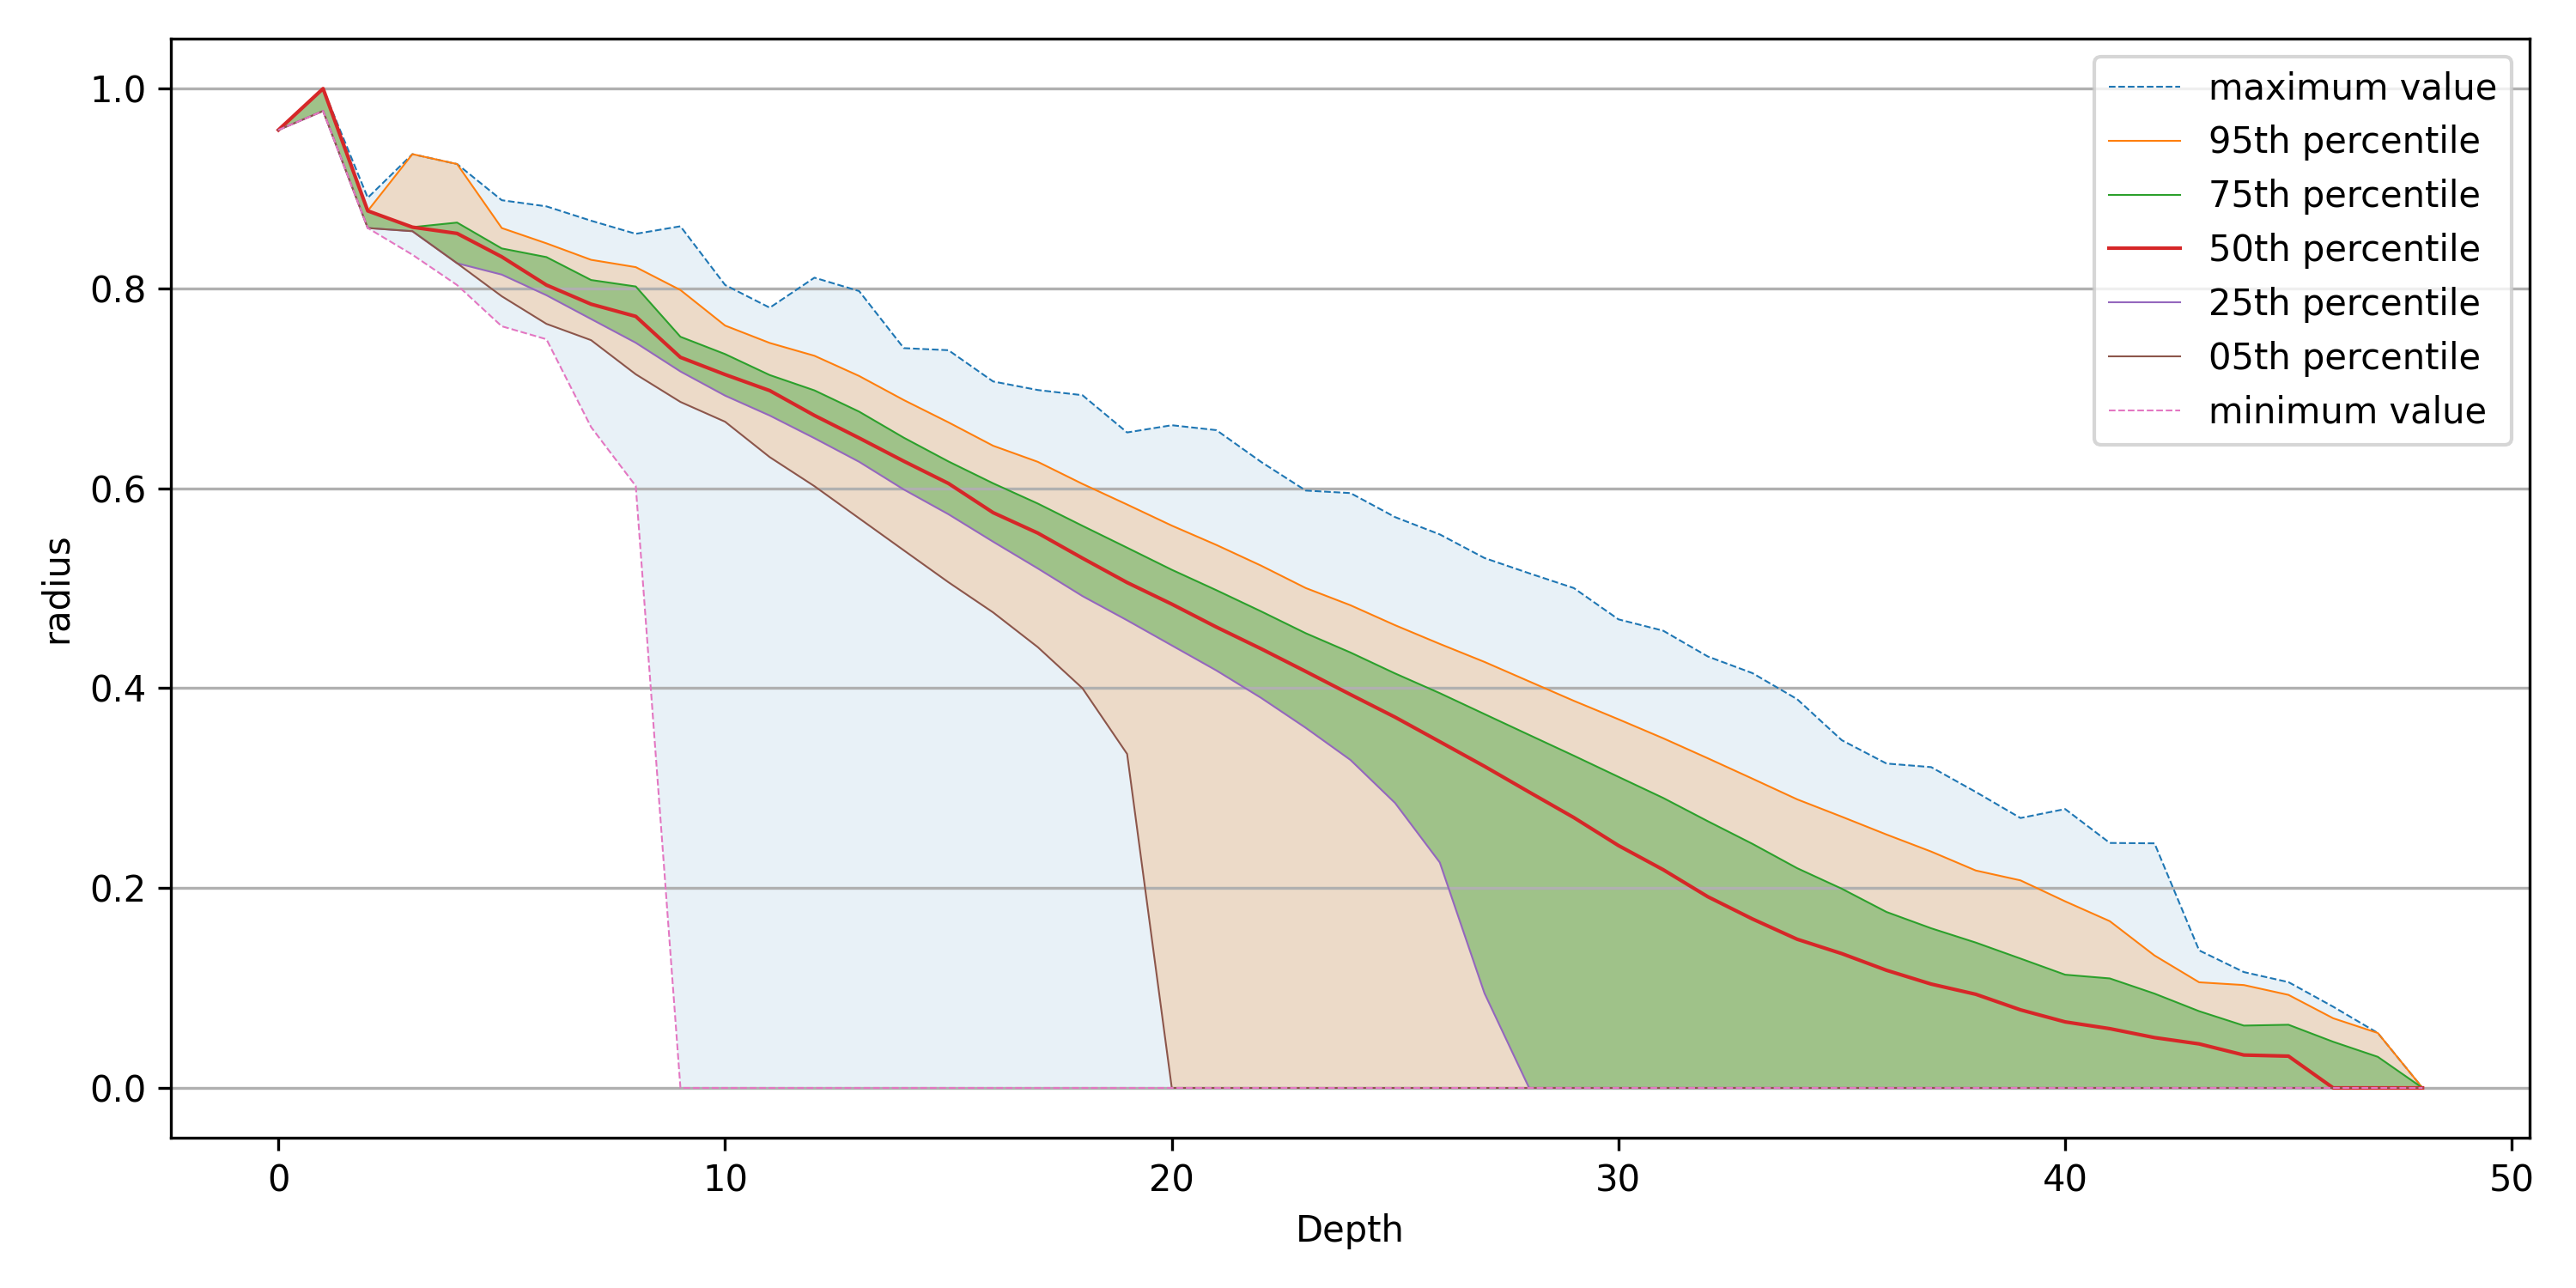 1.0
0.8
0.6
0.4
0.2
0.0
radius
0 10 20 30 40 50
Depth
maximum value
95th percentile
75th percentile
50th percentile
25th percentile
05th percentile
minimum value